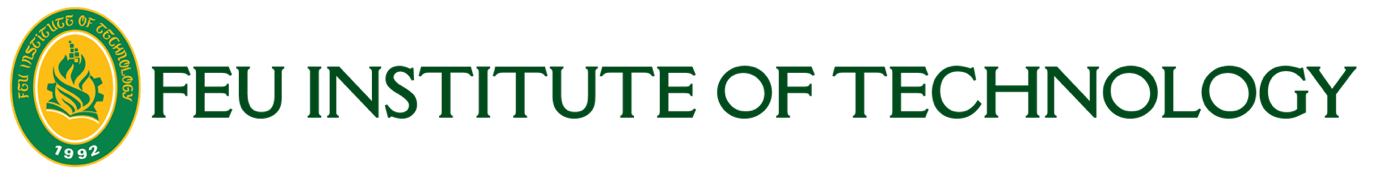 FEU INSTITUTE OF TECHNOLOGY
1992
FEU INSTITUTE OF TECHNOLOGY